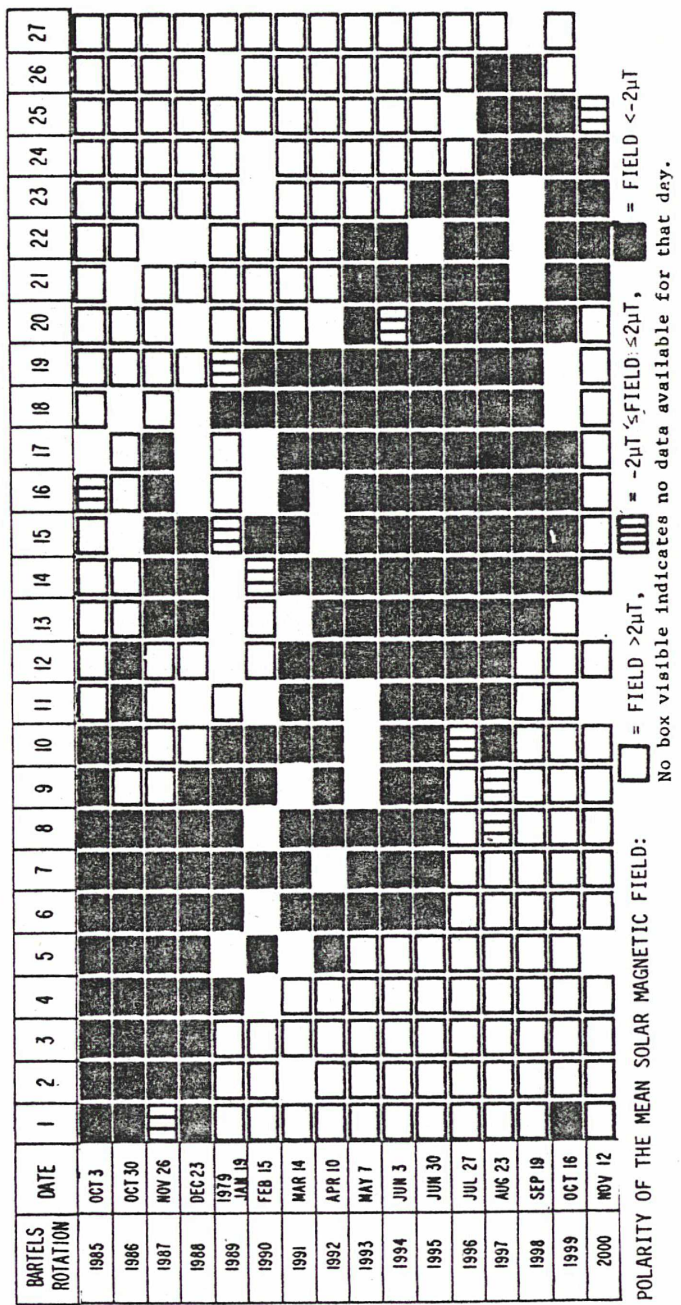 BARTELS ROTATION DATE 1 2 3 4 5 6 7 8 9 10 11 12 13 14 15 16 17 18 19 20 21 22 23 24 25 26 27
1985 OCT 3
1986 OCT 30
1987 NOV 26
1988 DEC 23
1989 1979 JAN 19
1990 FEB 15
1991 MAR 14
1992 APR 10
1993 MAY 7
1994 JUN 3
1995 JUN 30
1996 JUL 27
1997 AUG 23
1998 SEP 19
1999 OCT 16
2000 NOV 12
POLARITY OF THE MEAN SOLAR MAGNETIC FIELD: = FIELD >2μT, = -2μT ≤FIELD ≤2μT, = FIELD <-2μT
No box visible indicates no data available for that day.